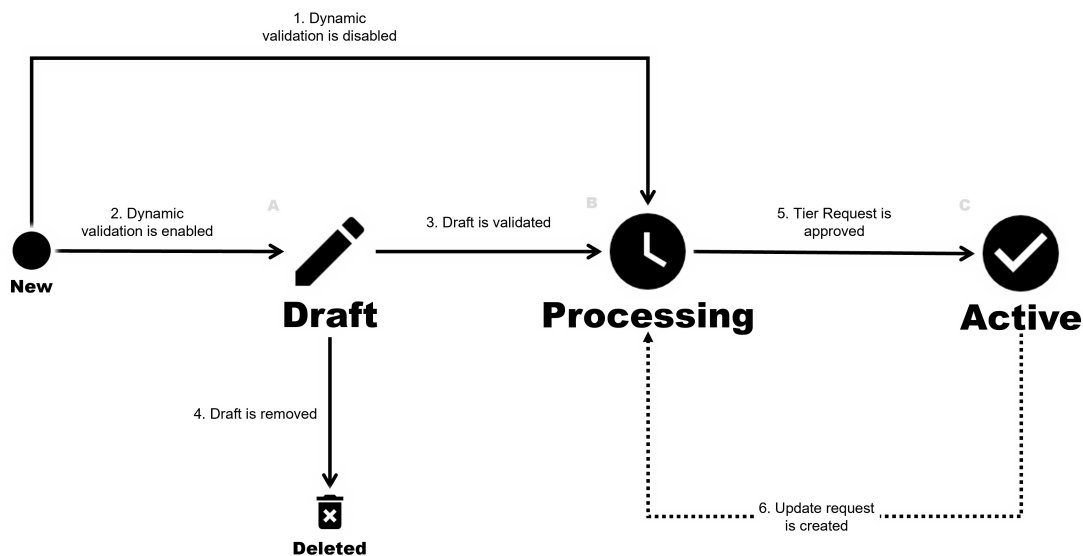 1. Dynamic
validation is disabled
2. Dynamic
validation is enabled
A
3. Draft is validated
B
5. Tier Request is
approved
C
New
Draft
Processing
Active
4. Draft is removed
6. Update request
is created
Deleted